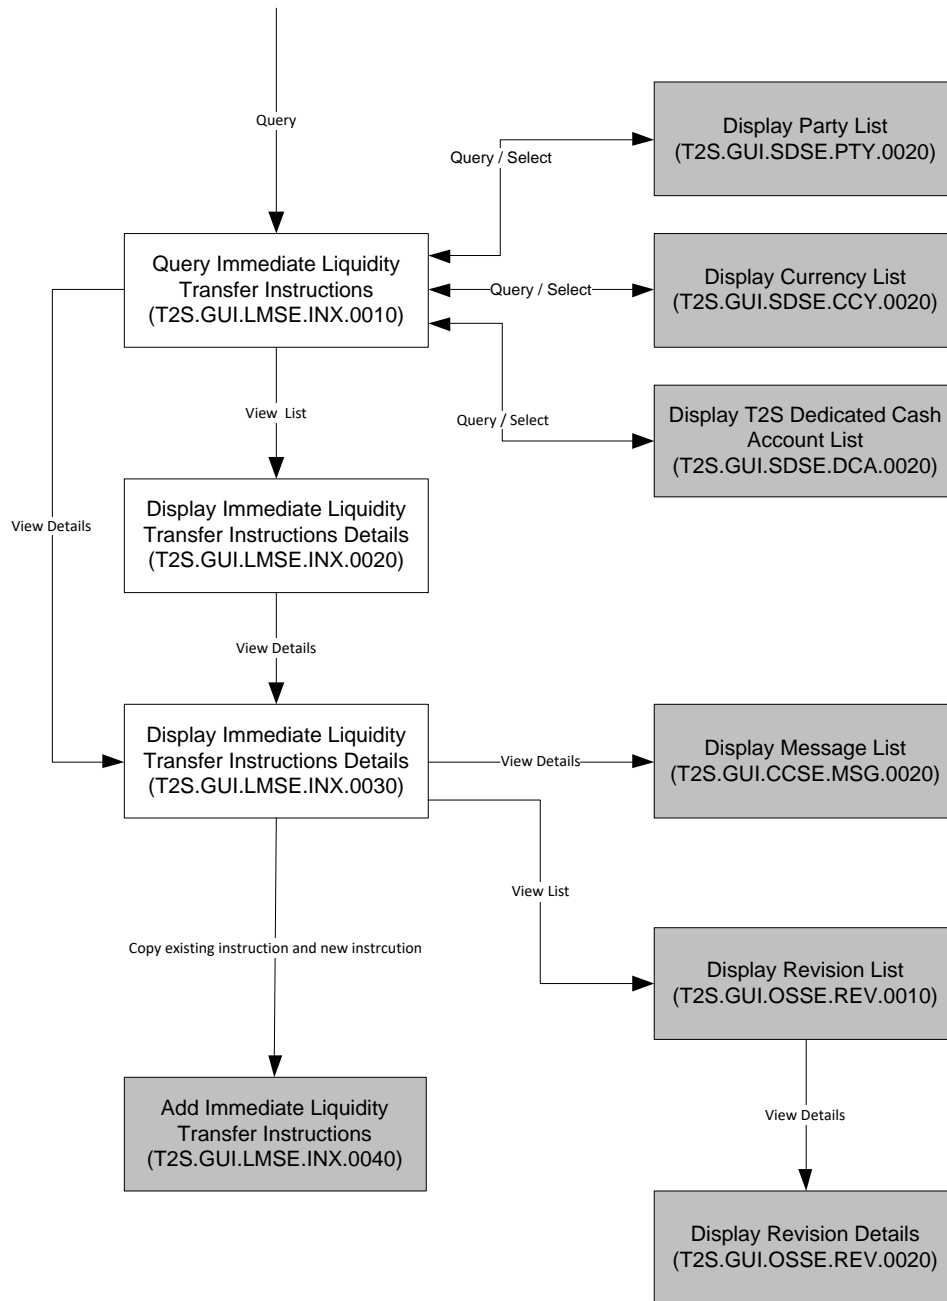 Query
Display Party List
(T2S.GUI.SDSE.PTY.0020)
Query / Select
Query Immediate Liquidity
Transfer Instructions
(T2S.GUI.LMSE.INX.0010)
Query / Select
Display Currency List
(T2S.GUI.SDSE.CCY.0020)
View List
Query / Select
Display T2S Dedicated Cash
Account List
(T2S.GUI.SDSE.DCA.0020)
View Details
Display Immediate Liquidity
Transfer Instructions Details
(T2S.GUI.LMSE.INX.0020)
View Details
Display Immediate Liquidity
Transfer Instructions Details
(T2S.GUI.LMSE.INX.0030)
View Details
Display Message List
(T2S.GUI.CCSE.MSG.0020)
View List
Copy existing instruction and new instrcution
Display Revision List
(T2S.GUI.OSSE.REV.0010)
Add Immediate Liquidity
Transfer Instructions
(T2S.GUI.LMSE.INX.0040)
View Details
Display Revision Details
(T2S.GUI.OSSE.REV.0020)